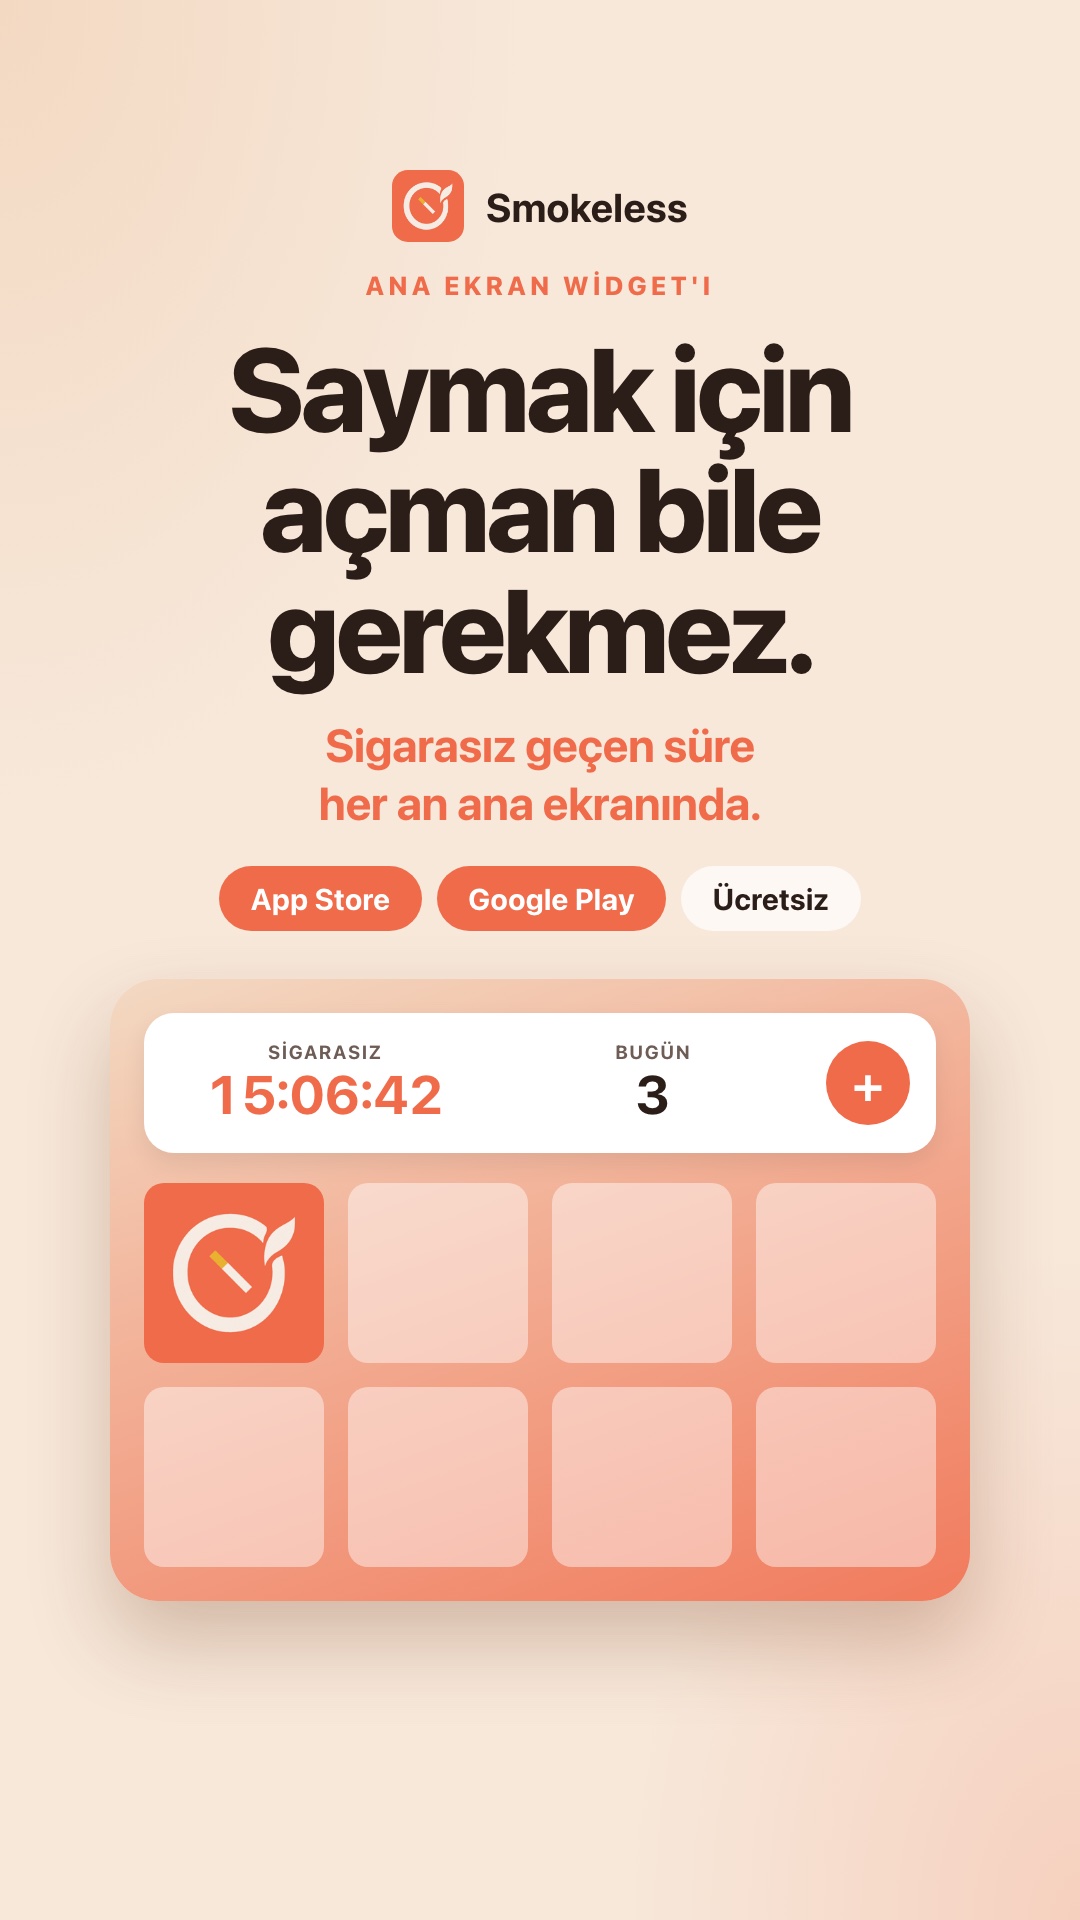 Smokeless
ANA EKRAN WİDGET'I
Saymak için
açman bile
gerekmez.
Sigarasız geçen süre
her an ana ekranında.
App Store
Google Play
Ücretsiz
SİGARASIZ
BUGÜN
15:06:42
3
+